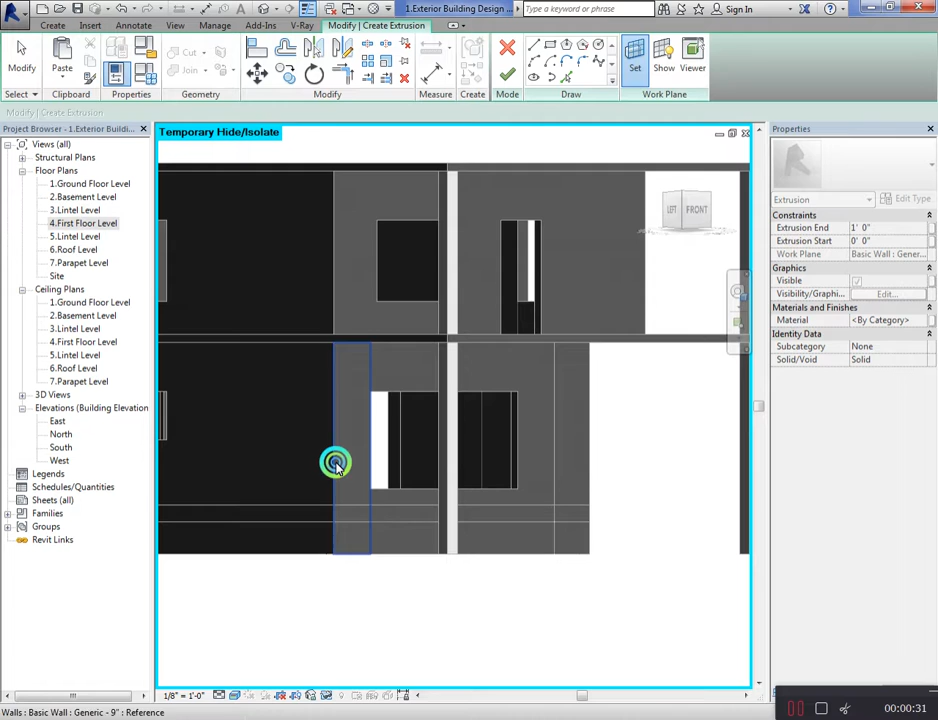 1.Exterior Building Design ...
Type a keyword or phrase
Sign In
Home
Insert
Annotate
View
Manage
Add-Ins
V-Ray
Modify | Create Extrusion
Modify
Paste
Cut
Join
Set
Show
Viewer
Select
Clipboard
Properties
Geometry
Modify
Measure
Create
Mode
Draw
Work Plane
Modify | Create Extrusion
Project Browser - 1.Exterior Buildi...
Views (all)
Structural Plans
Floor Plans
1.Ground Floor Level
2.Basement Level
3.Lintel Level
4.First Floor Level
5.Lintel Level
6.Roof Level
7.Parapet Level
Site
Ceiling Plans
1.Ground Floor Level
2.Basement Level
3.Lintel Level
4.First Floor Level
5.Lintel Level
6.Roof Level
7.Parapet Level
3D Views
Elevations (Building Elevation
East
North
South
West
Legends
Schedules/Quantities
Sheets (all)
Families
Groups
Revit Links
Temporary Hide/Isolate
LEFT
FRONT
1/8" = 1'-0"
Properties
Extrusion
Edit Type
Constraints
Extrusion End 1' 0"
Extrusion Start 0' 0"
Work Plane Basic Wall : Gener...
Graphics
Visible
Visibility/Graphi... Edit...
Materials and Finishes
Material <By Category>
Identity Data
Subcategory None
Solid/Void Solid
Walls : Basic Wall : Generic - 9" : Reference
00:00:31